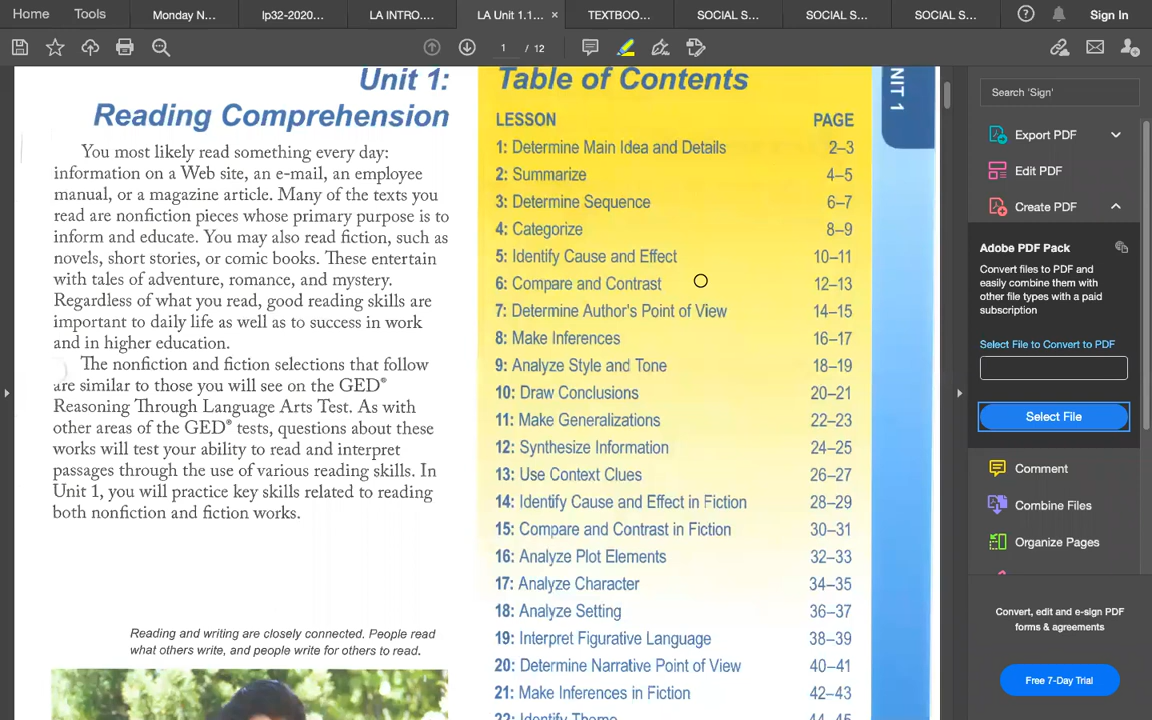 Home Tools Monday N... lp32-2020... LA INTRO.... LA Unit 1.1... × TEXTBOO... SOCIAL S... SOCIAL S... SOCIAL S... Sign In
1 / 12
Unit 1:
Reading Comprehension
You most likely read something every day:
information on a Web site, an e-mail, an employee
manual, or a magazine article. Many of the texts you
read are nonfiction pieces whose primary purpose is to
inform and educate. You may also read fiction, such as
novels, short stories, or comic books. These entertain
with tales of adventure, romance, and mystery.
Regardless of what you read, good reading skills are
important to daily life as well as to success in work
and in higher education.
The nonfiction and fiction selections that follow
are similar to those you will see on the GED®
Reasoning Through Language Arts Test. As with
other areas of the GED® tests, questions about these
works will test your ability to read and interpret
passages through the use of various reading skills. In
Unit 1, you will practice key skills related to reading
both nonfiction and fiction works.
Reading and writing are closely connected. People read
what others write, and people write for others to read.
Table of Contents
LESSON PAGE
1: Determine Main Idea and Details 2–3
2: Summarize 4–5
3: Determine Sequence 6–7
4: Categorize 8–9
5: Identify Cause and Effect 10–11
6: Compare and Contrast 12–13
7: Determine Author's Point of View 14–15
8: Make Inferences 16–17
9: Analyze Style and Tone 18–19
10: Draw Conclusions 20–21
11: Make Generalizations 22–23
12: Synthesize Information 24–25
13: Use Context Clues 26–27
14: Identify Cause and Effect in Fiction 28–29
15: Compare and Contrast in Fiction 30–31
16: Analyze Plot Elements 32–33
17: Analyze Character 34–35
18: Analyze Setting 36–37
19: Interpret Figurative Language 38–39
20: Determine Narrative Point of View 40–41
21: Make Inferences in Fiction 42–43
22: Identify Theme 44–45
NIT 1
Search 'Sign'
Export PDF
Edit PDF
Create PDF
Adobe PDF Pack
Convert files to PDF and
easily combine them with
other file types with a paid
subscription
Select File to Convert to PDF
Select File
Comment
Combine Files
Organize Pages
Convert, edit and e-sign PDF
forms & agreements
Free 7-Day Trial